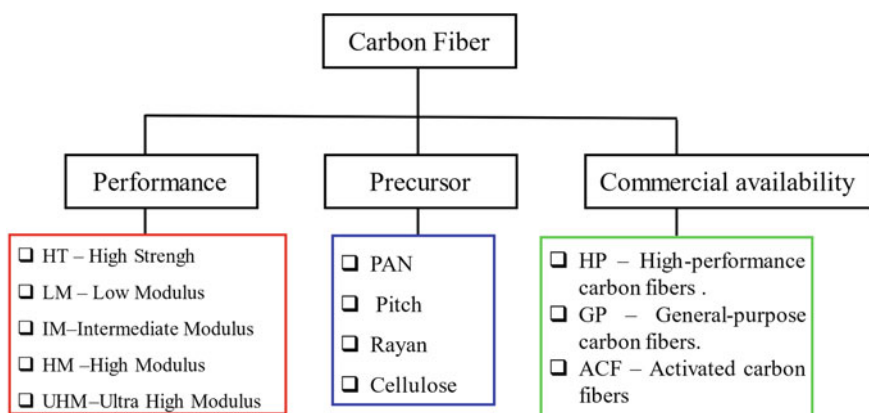 Carbon Fiber
Performance
Precursor
Commercial availability
❑ HT – High Strengh
❑ LM – Low Modulus
❑ IM–Intermediate Modulus
❑ HM –High Modulus
❑ UHM–Ultra High Modulus
❑ PAN
❑ Pitch
❑ Rayan
❑ Cellulose
❑ HP – High-performance
carbon fibers .
❑ GP – General-purpose
carbon fibers.
❑ ACF – Activated carbon
fibers